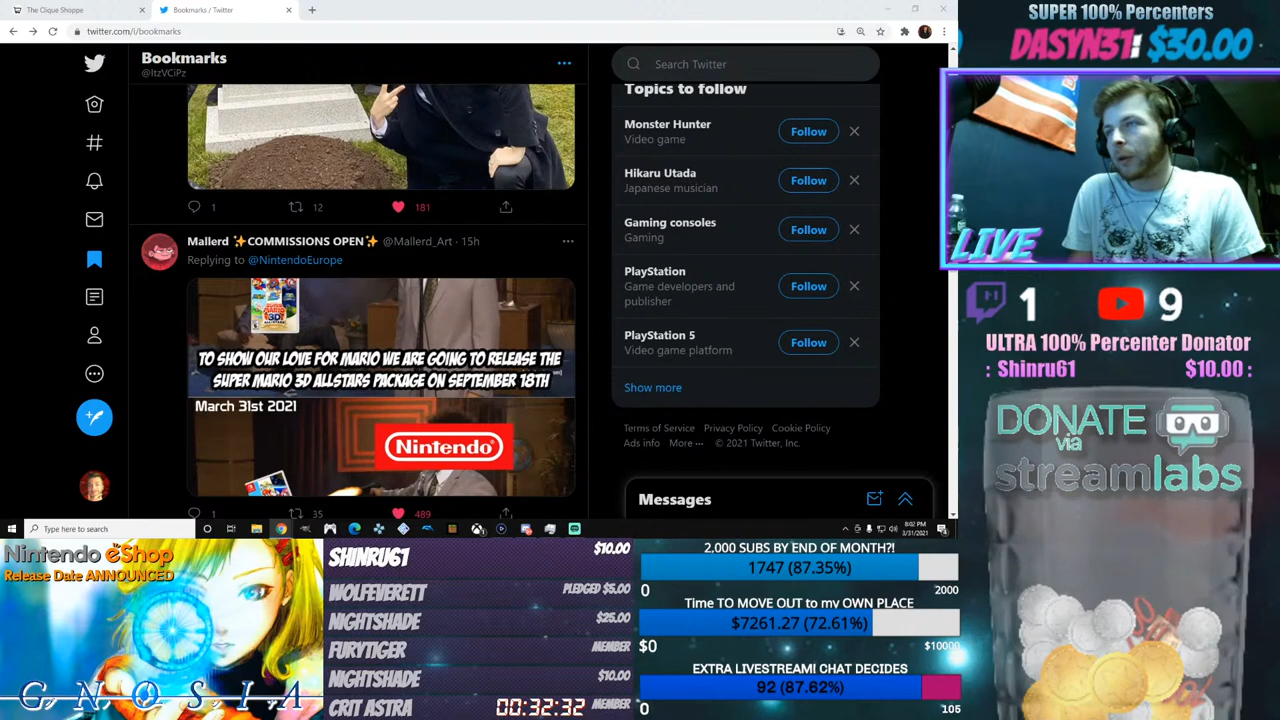 The Clique Shoppe
Bookmarks / Twitter
twitter.com/i/bookmarks
Bookmarks
@ItzVCiPz
Search Twitter
Topics to follow
Monster Hunter
Video game
Follow
Hikaru Utada
Japanese musician
Follow
Gaming consoles
Gaming
Follow
PlayStation
Game developers and
publisher
Follow
PlayStation 5
Video game platform
Follow
Show more
Terms of Service Privacy Policy Cookie Policy
Ads info More ··· © 2021 Twitter, Inc.
Messages
1 12 181
Mallerd ✨COMMISSIONS OPEN✨ @Mallerd_Art · 15h
Replying to @NintendoEurope
TO SHOW OUR LOVE FOR MARIO WE ARE GOING TO RELEASE THE
SUPER MARIO 3D ALLSTARS PACKAGE ON SEPTEMBER 18TH
March 31st 2021
Nintendo
1 35 489
Type here to search
8:02 PM
3/31/2021
SUPER 100% Percenters
DASYN31: $30.00
LIVE
1 9
ULTRA 100% Percenter Donator
: Shinru61 $10.00 :
DONATE
via
streamlabs
Nintendo eShop
Release Date ANNOUNCED
GNOSIA
SHINRU61 $10.00
WOLFEVERETT PLEDGED $5.00
NIGHTSHADE $25.00
FURYTIGER MEMBER
NIGHTSHADE $10.00
CRIT ASTRA 00:32:32 MEMBER
2,000 SUBS BY END OF MONTH?!
1747 (87.35%)
0 2000
Time TO MOVE OUT to my OWN PLACE
$7261.27 (72.61%)
$0 $10000
EXTRA LIVESTREAM! CHAT DECIDES
92 (87.62%)
0 105